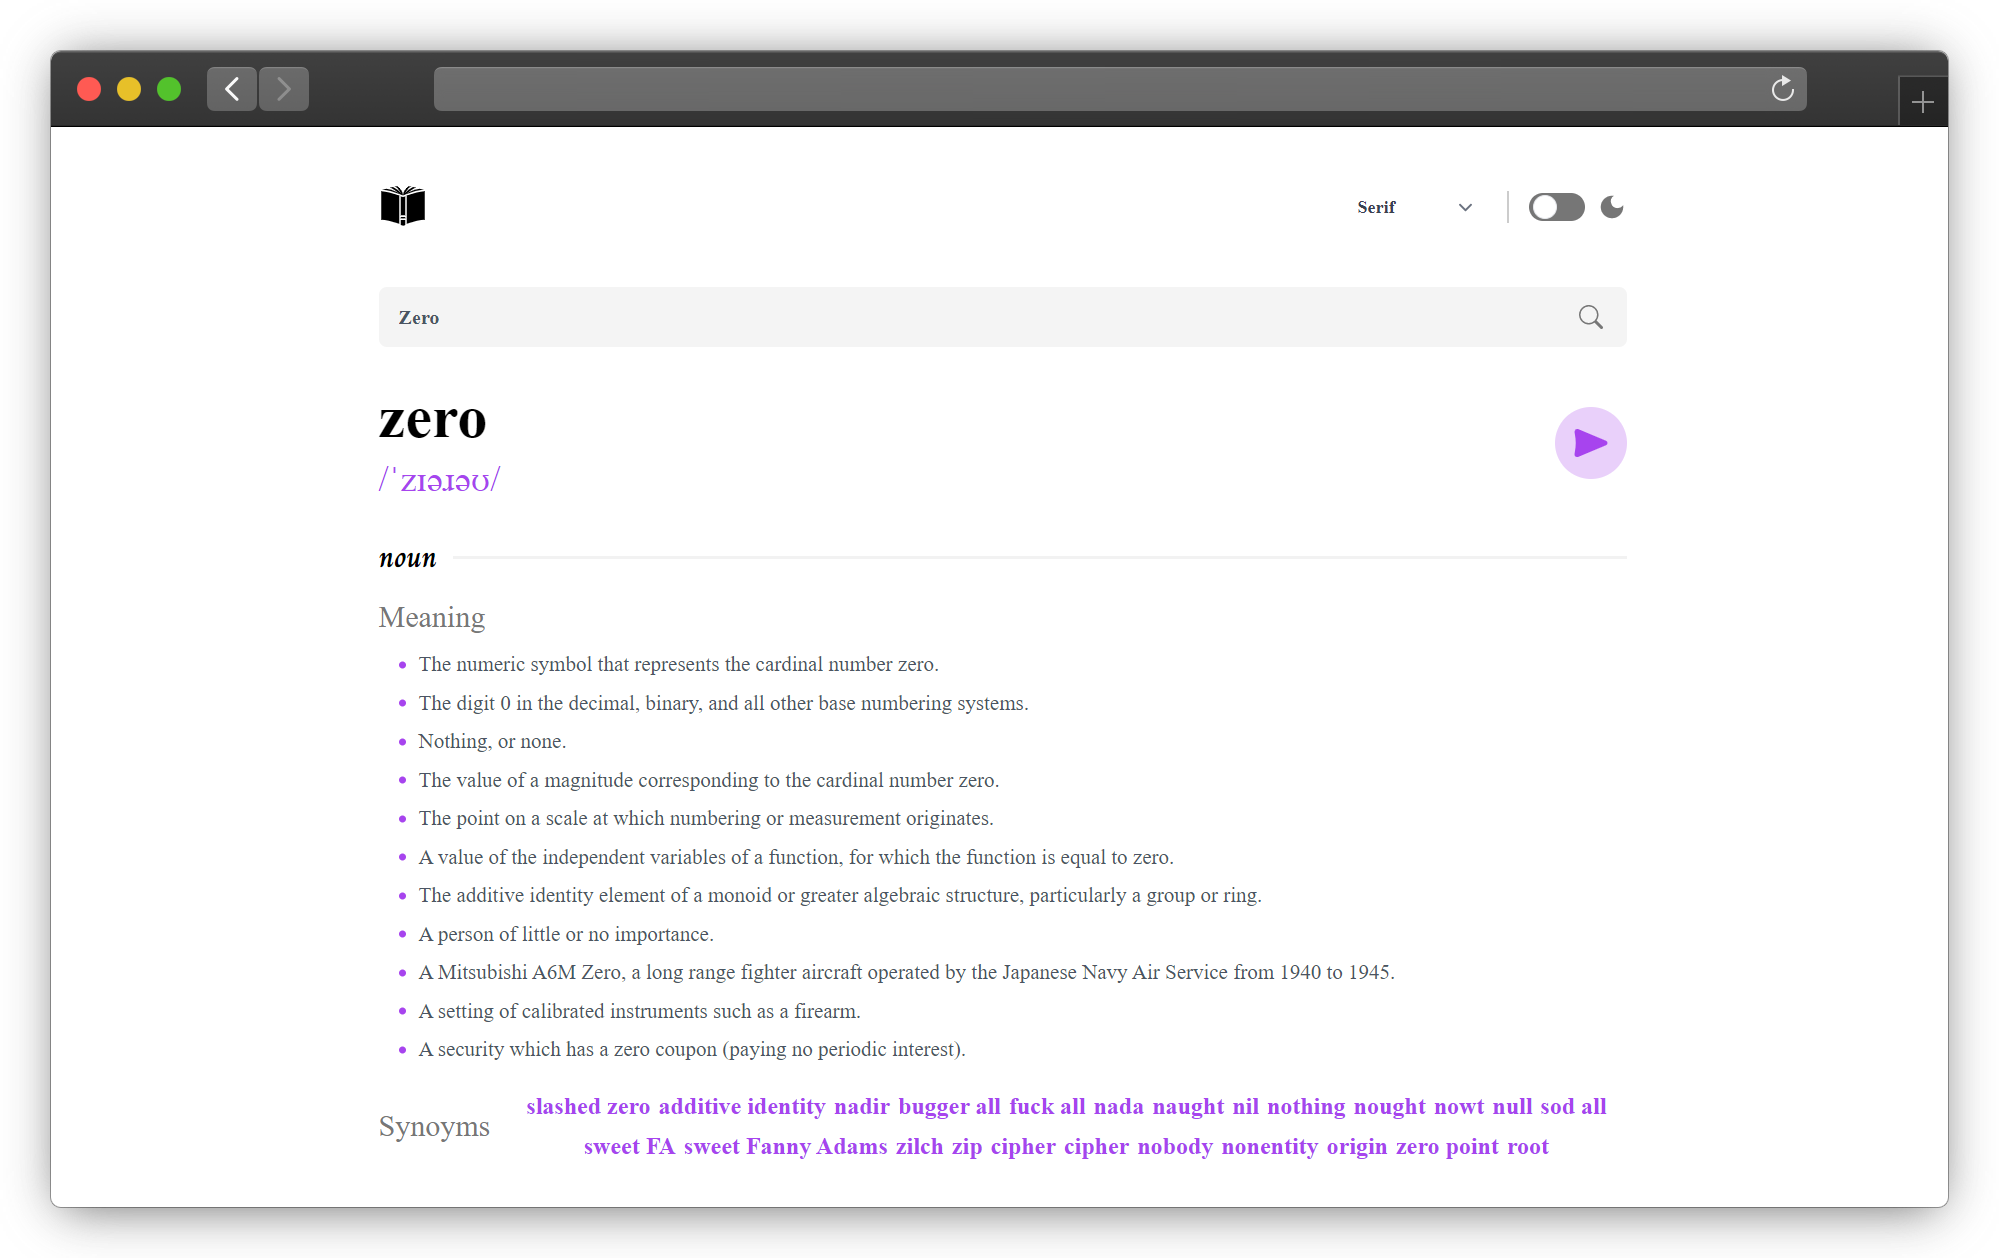 Serif
Zero
zero
/ˈzɪəɹəʊ/
noun
Meaning
The numeric symbol that represents the cardinal number zero.
The digit 0 in the decimal, binary, and all other base numbering systems.
Nothing, or none.
The value of a magnitude corresponding to the cardinal number zero.
The point on a scale at which numbering or measurement originates.
A value of the independent variables of a function, for which the function is equal to zero.
The additive identity element of a monoid or greater algebraic structure, particularly a group or ring.
A person of little or no importance.
A Mitsubishi A6M Zero, a long range fighter aircraft operated by the Japanese Navy Air Service from 1940 to 1945.
A setting of calibrated instruments such as a firearm.
A security which has a zero coupon (paying no periodic interest).
Synoyms
slashed zero additive identity nadir bugger all fuck all nada naught nil nothing nought nowt null sod all
sweet FA sweet Fanny Adams zilch zip cipher cipher nobody nonentity origin zero point root